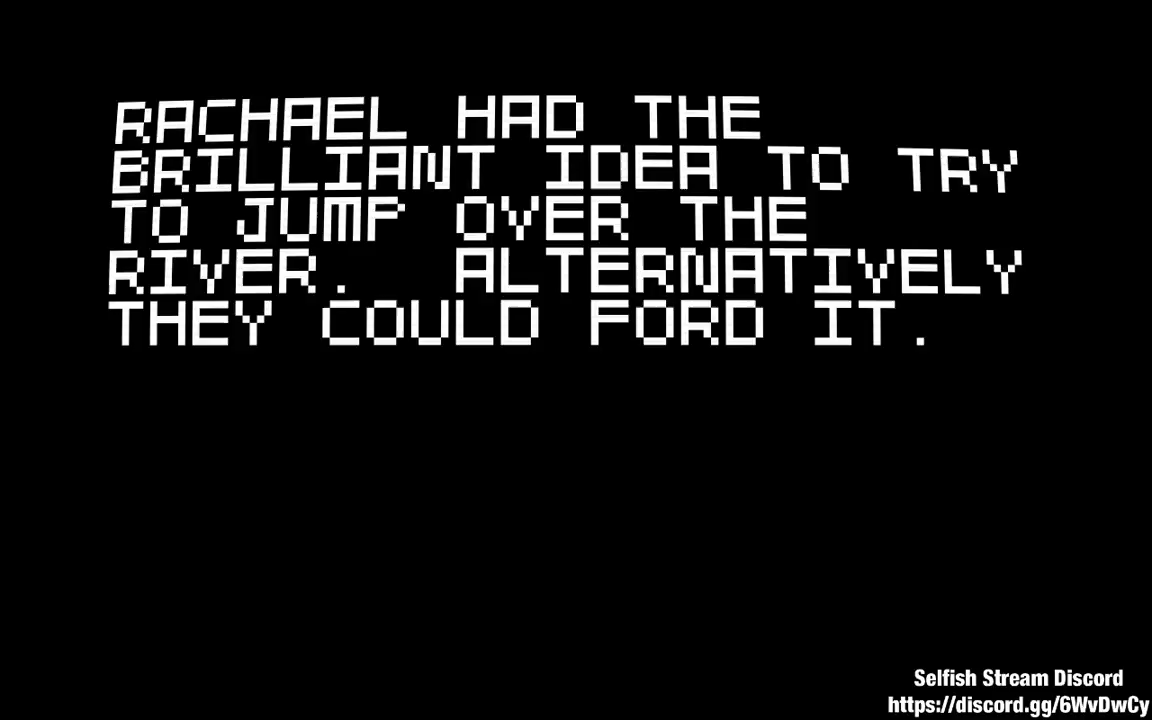 RACHAEL HAD THE
BRILLIANT IDEA TO TRY
TO JUMP OVER THE
RIVER. ALTERNATIVELY
THEY COULD FORD IT.
Selfish Stream Discord
https://discord.gg/6WvDwCy